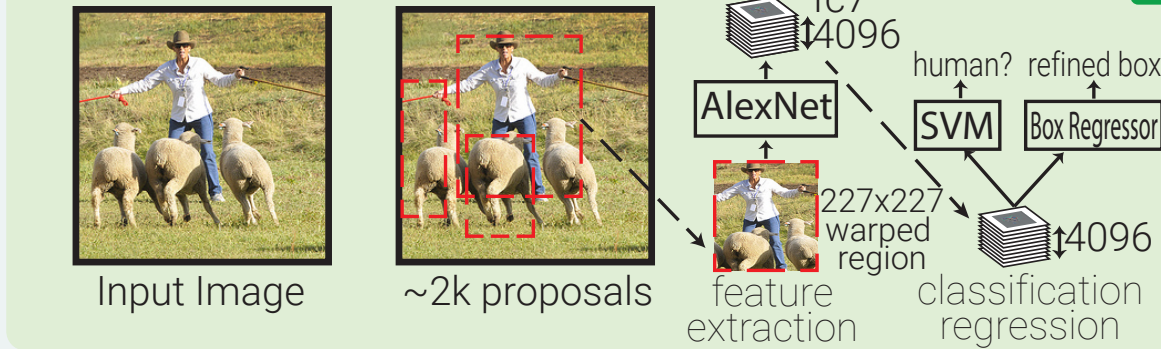 fc7
4096
human? refined box
AlexNet
SVM
Box Regressor
227x227
warped
region
4096
Input Image
~2k proposals
feature
extraction
classification
regression